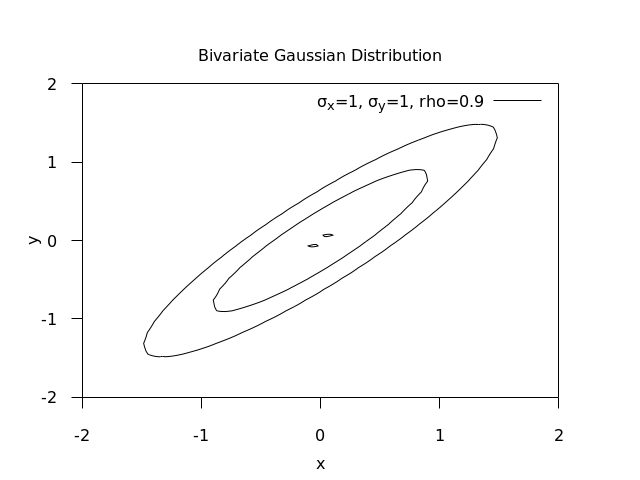 Bivariate Gaussian Distribution
2
σx=1, σy=1, rho=0.9
1
y
0
-1
-2
-2 -1 0 1 2
x